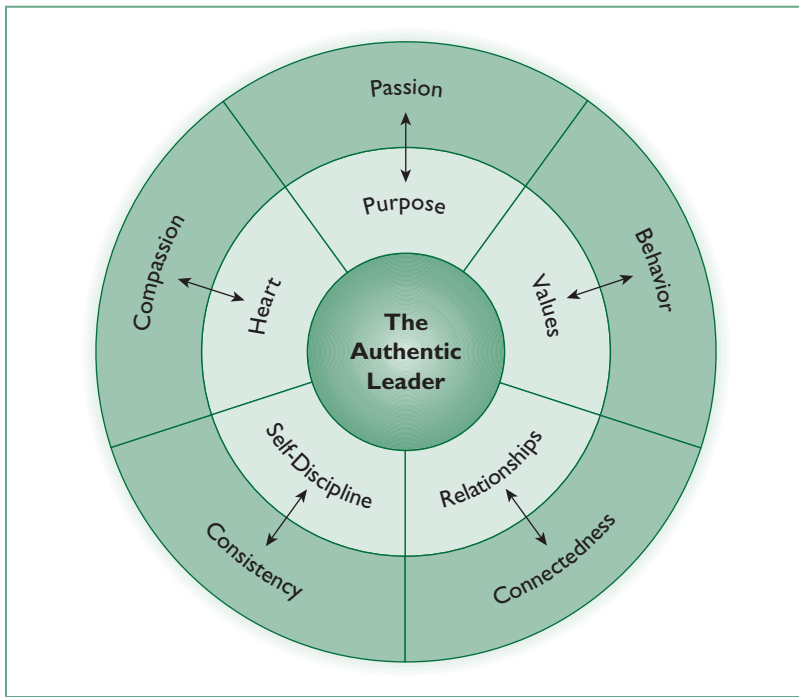 Passion
Purpose
Compassion
Heart
Values
Behavior
The
Authentic
Leader
Self-Discipline
Relationships
Consistency
Connectedness